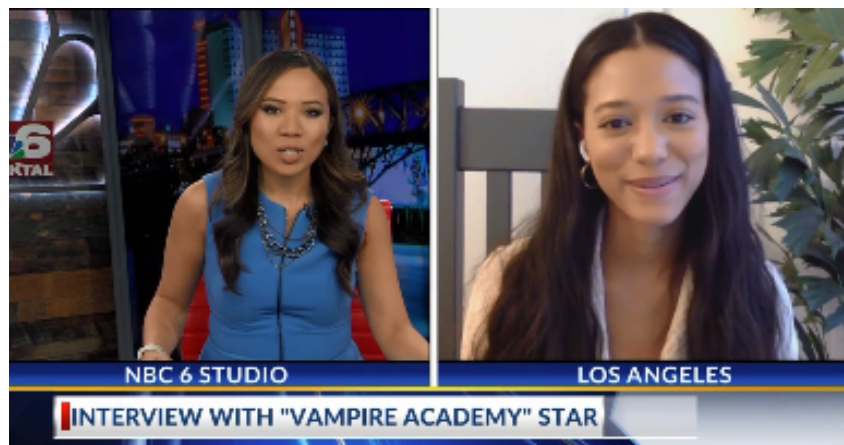 6
KTAL
NBC 6 STUDIO
LOS ANGELES
INTERVIEW WITH "VAMPIRE ACADEMY" STAR